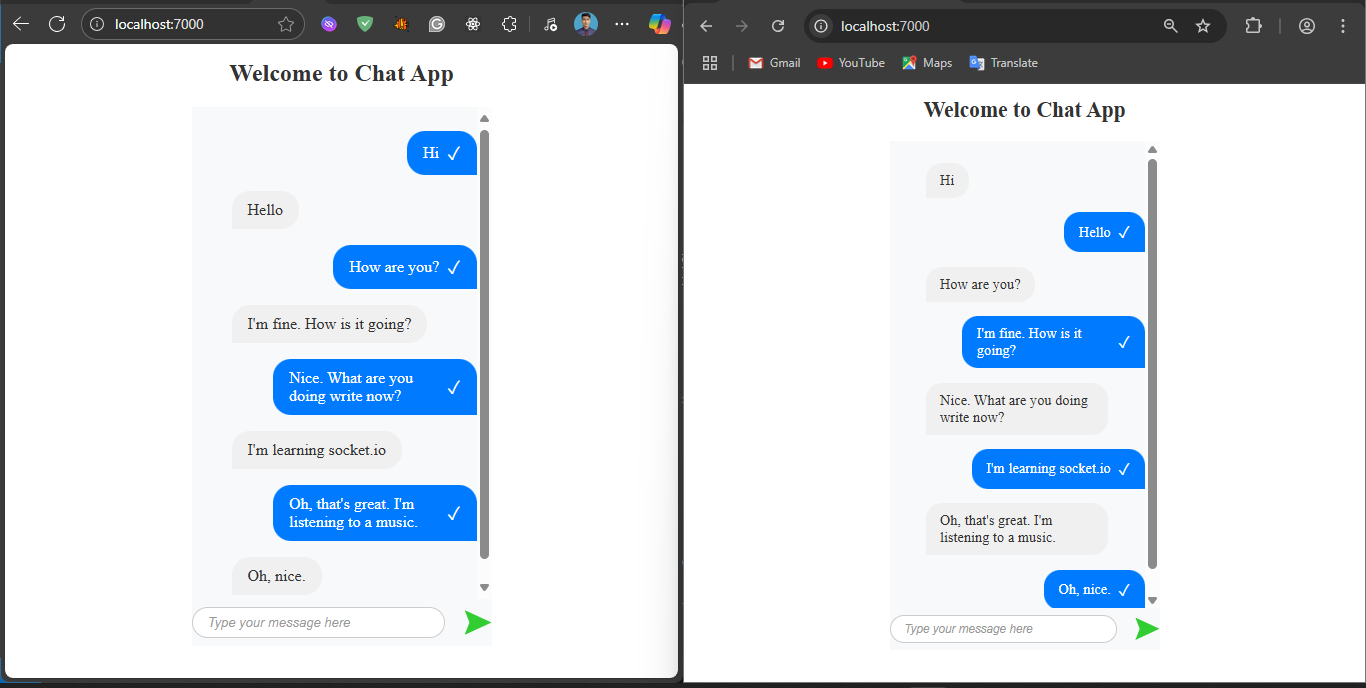 localhost:7000
Welcome to Chat App
Hi ✓
Hello
How are you? ✓
I'm fine. How is it going?
Nice. What are you
doing write now? ✓
I'm learning socket.io
Oh, that's great. I'm
listening to a music. ✓
Oh, nice.
Type your message here
localhost:7000
Gmail
YouTube
Maps
Translate
Welcome to Chat App
Hi
Hello ✓
How are you?
I'm fine. How is it
going? ✓
Nice. What are you doing
write now?
I'm learning socket.io ✓
Oh, that's great. I'm
listening to a music.
Oh, nice. ✓
Type your message here